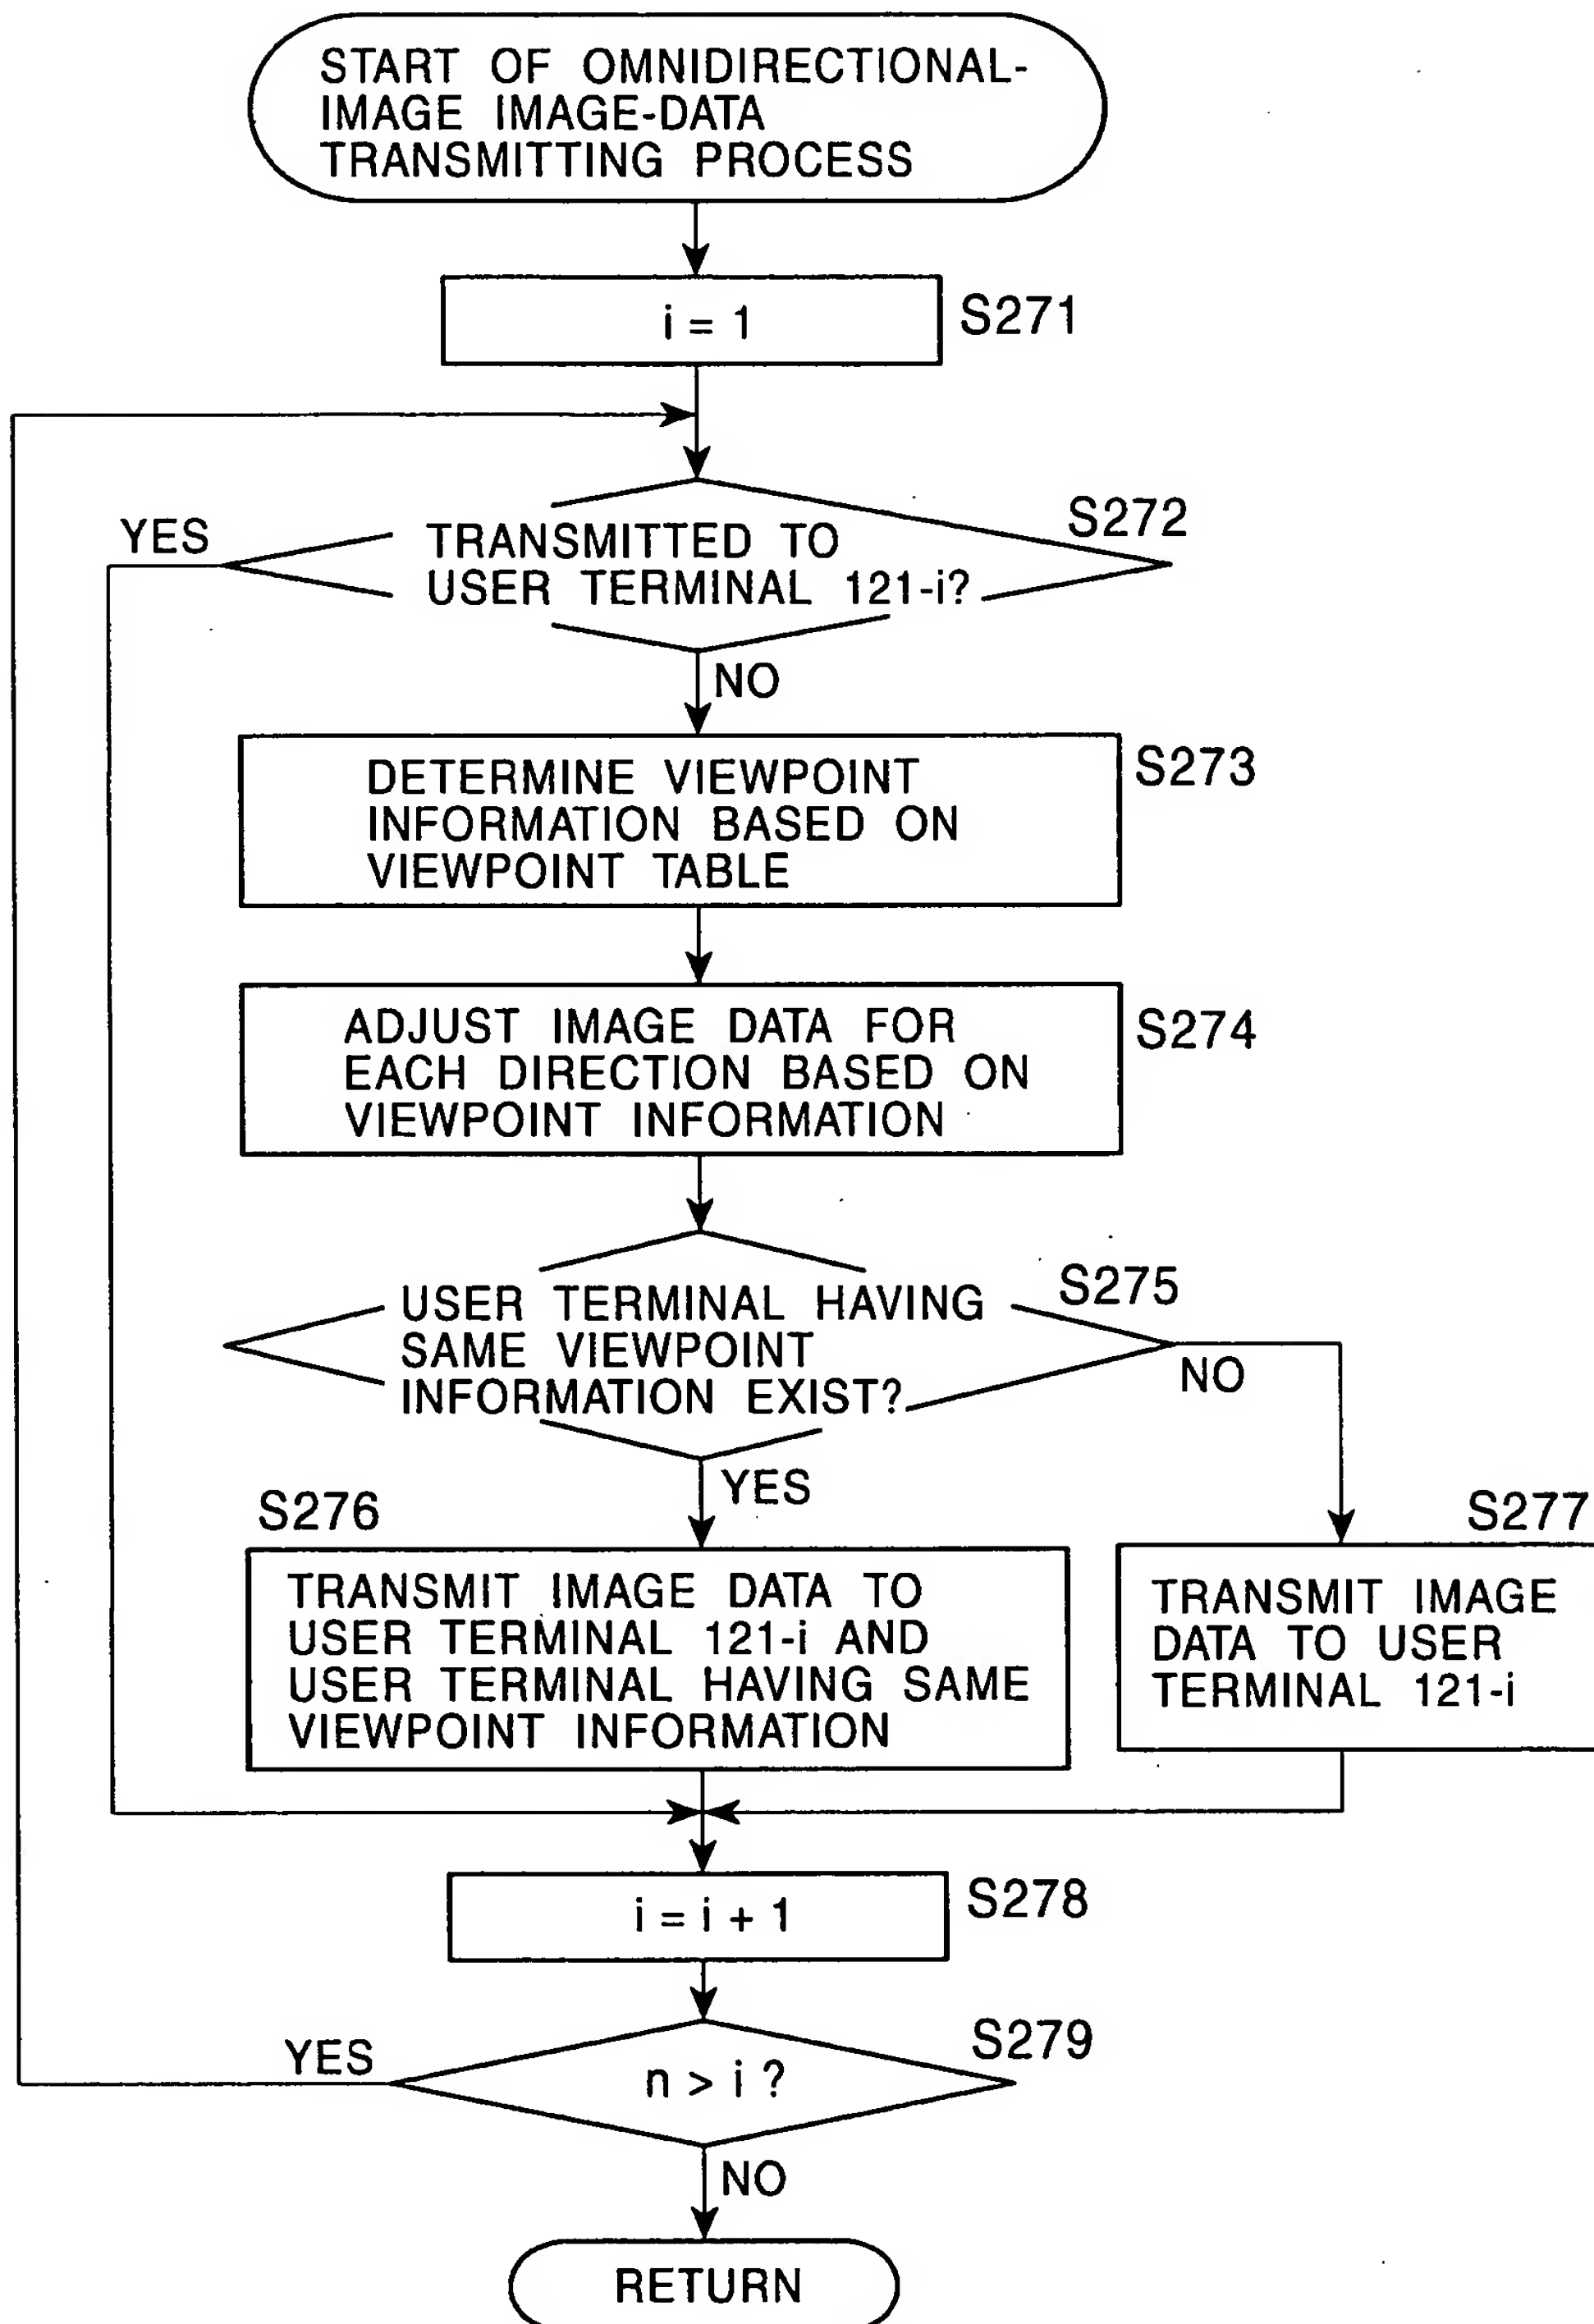 START OF OMNIDIRECTIONAL-
IMAGE IMAGE-DATA
TRANSMITTING PROCESS
i = 1
S271
S272
YES
TRANSMITTED TO
USER TERMINAL 121-i?
NO
DETERMINE VIEWPOINT
INFORMATION BASED ON
VIEWPOINT TABLE
S273
ADJUST IMAGE DATA FOR
EACH DIRECTION BASED ON
VIEWPOINT INFORMATION
S274
S275
USER TERMINAL HAVING
SAME VIEWPOINT
INFORMATION EXIST?
NO
YES
S276
TRANSMIT IMAGE DATA TO
USER TERMINAL 121-i AND
USER TERMINAL HAVING SAME
VIEWPOINT INFORMATION
S277
TRANSMIT IMAGE
DATA TO USER
TERMINAL 121-i
i = i + 1
S278
S279
YES
n > i ?
NO
RETURN